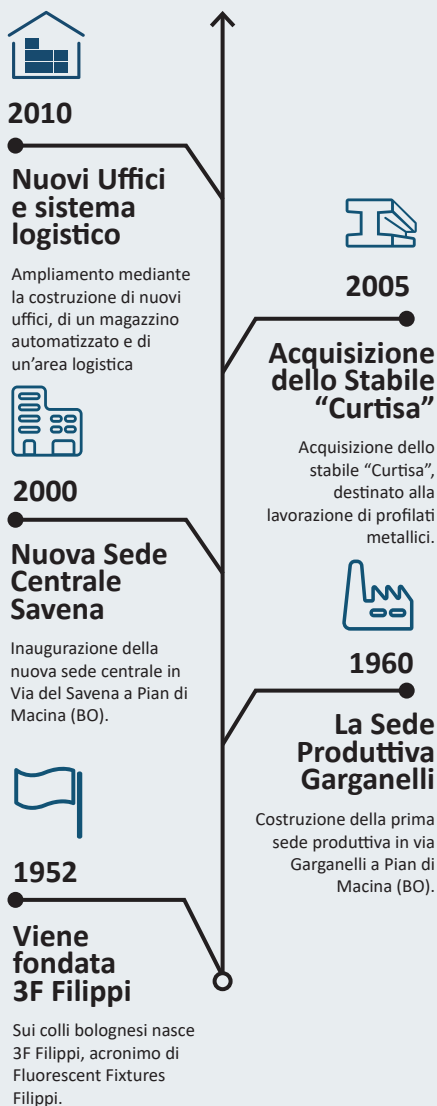 2010
Nuovi Uffici
e sistema
logistico
Ampliamento mediante
la costruzione di nuovi
uffici, di un magazzino
automatizzato e di
un'area logistica
2005
Acquisizione
dello Stabile
“Curtisa”
Acquisizione dello
stabile “Curtisa”,
destinato alla
lavorazione di profilati
metallici.
2000
Nuova Sede
Centrale
Savena
Inaugurazione della
nuova sede centrale in
Via del Savena a Pian di
Macina (BO).
1960
La Sede
Produttiva
Garganelli
Costruzione della prima
sede produttiva in via
Garganelli a Pian di
Macina (BO).
1952
Viene
fondata
3F Filippi
Sui colli bolognesi nasce
3F Filippi, acronimo di
Fluorescent Fixtures
Filippi.